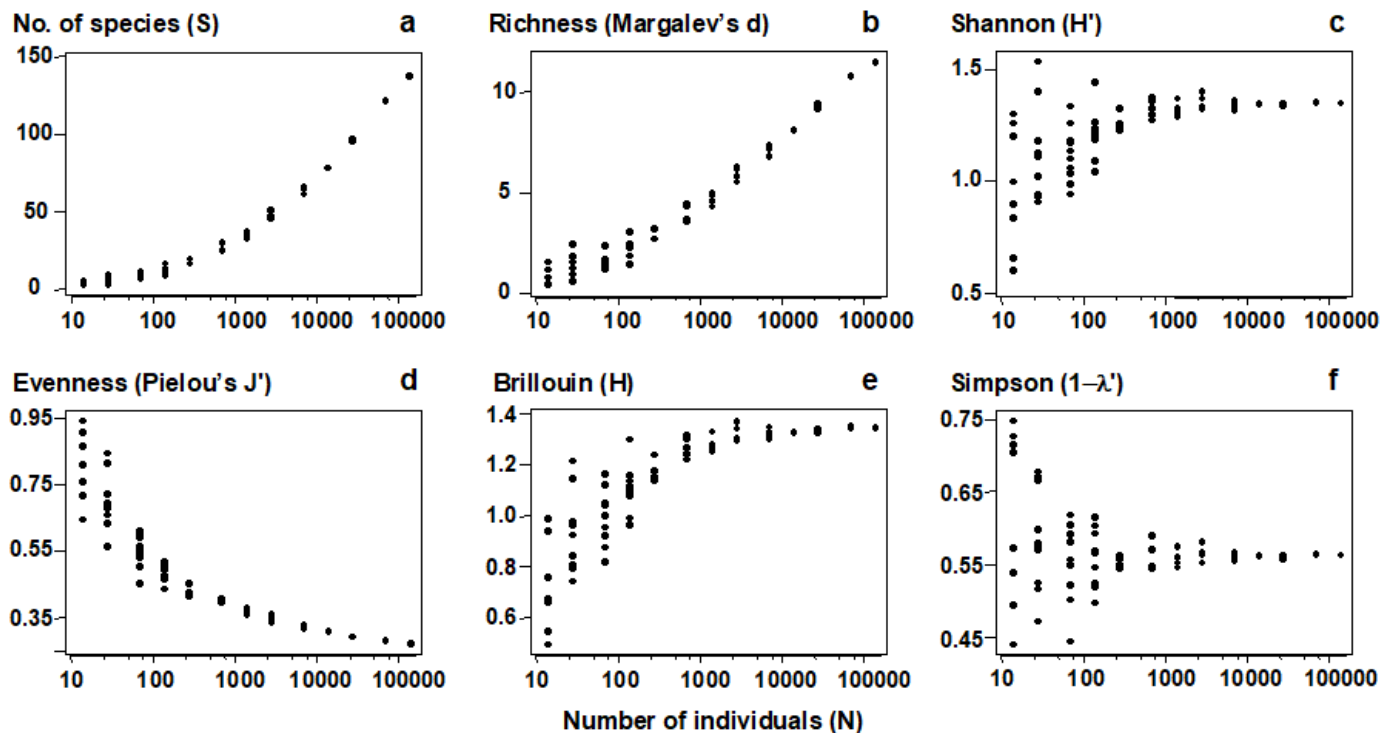 No. of species (S) a
150
100
50
0
10 100 1000 10000 100000
Richness (Margalev’s d) b
10
5
0
10 100 1000 10000 100000
Shannon (H') c
1.5
1.0
0.5
10 100 1000 10000 100000
Evenness (Pielou’s J') d
0.95
0.75
0.55
0.35
10 100 1000 10000 100000
Brillouin (H) e
1.4
1.2
1.0
0.8
0.6
10 100 1000 10000 100000
Simpson (1–λ') f
0.75
0.65
0.55
0.45
10 100 1000 10000 100000
Number of individuals (N)